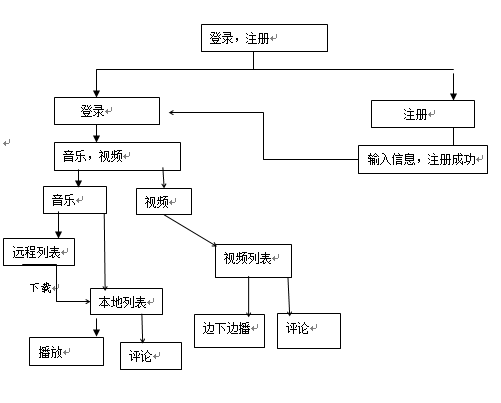 登录，注册
登录
注册
音乐，视频
输入信息，注册成功
音乐
视频
远程列表
视频列表
下载
本地列表
边下边播
评论
播放
评论